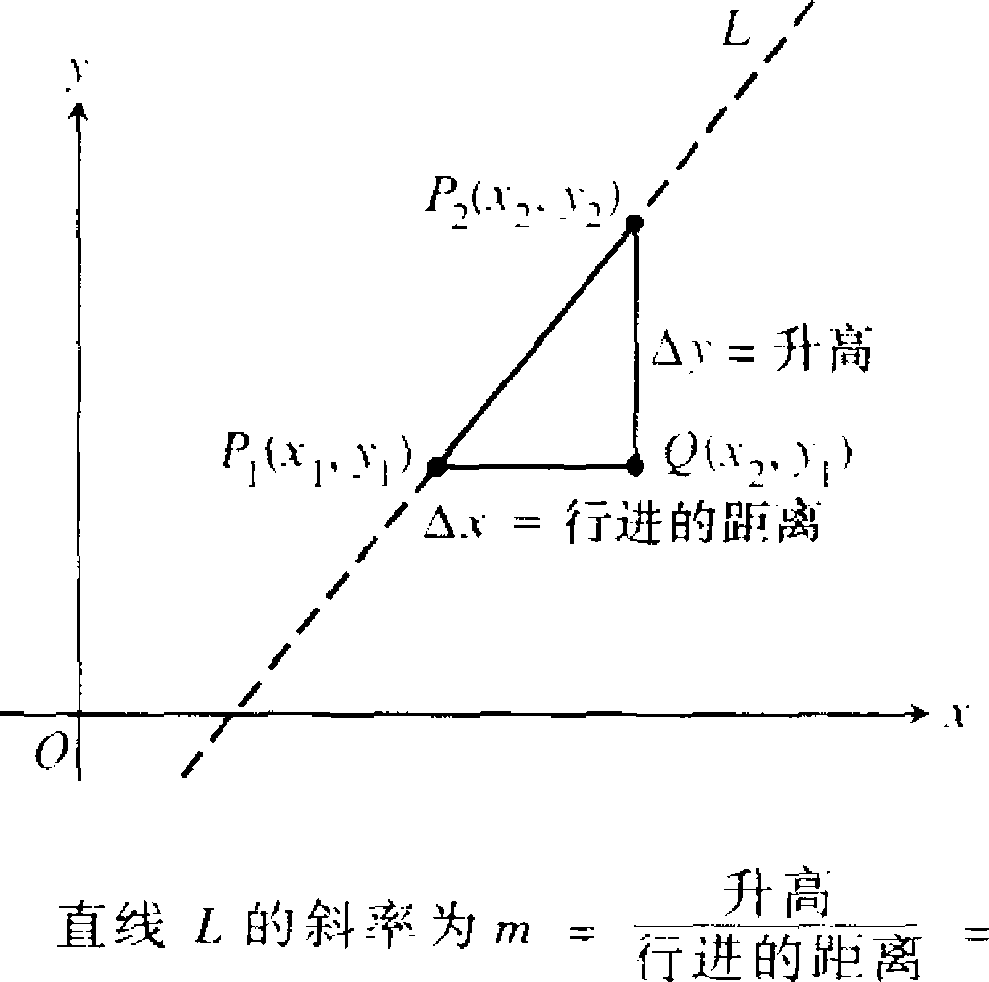 L
y
P₂(x₂, y₂)
Δy = 升高
P₁(x₁, y₁)
Q(x₂, y₁)
Δx = 行进的距离
x
O
直线 L 的斜率为 m = 升高/行进的距离 =